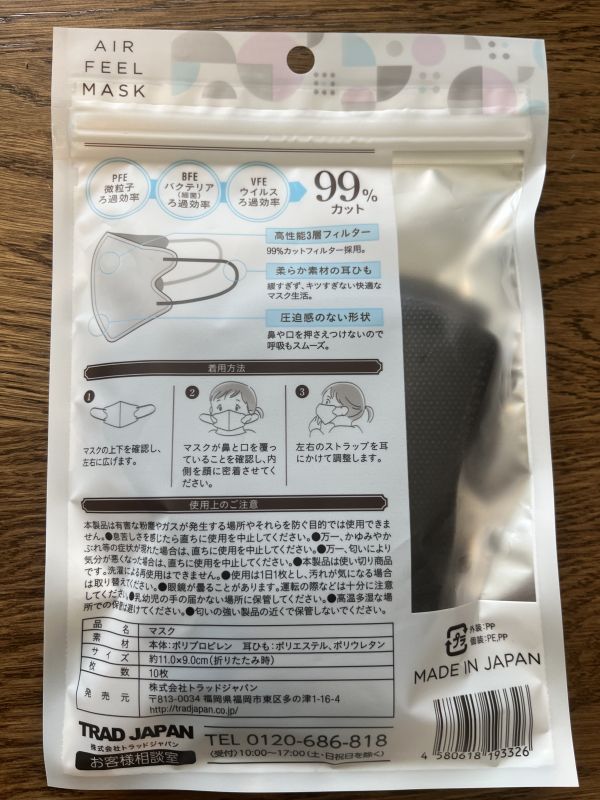 AIR
FEEL
MASK
PFE
微粒子
ろ過効率
BFE
バクテリア
(細菌)
ろ過効率
VFE
ウイルス
ろ過効率
99%
カット
高性能3層フィルター
99%カットフィルター採用。
柔らか素材の耳ひも
緩すぎず、キツすぎない快適な
マスク生活。
圧迫感のない形状
鼻や口を押さえつけないので
呼吸もスムーズ。
着用方法
1
マスクの上下を確認し、
左右に広げます。
2
マスクが鼻と口を覆っ
ていることを確認し、内
側を顔に密着させてく
ださい。
3
左右のストラップを耳
にかけて調整します。
使用上のご注意
本製品は有害な粉塵やガスが発生する場所やそれらを防ぐ目的では使用できま
せん。●息苦しさを感じたら直ちに使用を中止してください。●万一、かゆみやか
ぶれ等の症状が現れた場合は、直ちに使用を中止してください。●万一、匂いにより
気分が悪くなった場合は、直ちに使用を中止してください。●本製品は使い切り商品
です。洗濯による再使用はできません。●使用は1日1枚とし、汚れが気になる場合
は取り替えてください。●眼鏡が曇ることがあります。運転の際などは十分に注意
してください。●乳幼児の手の届かない場所に保管してください。●高温多湿な場
所での保管は避けてください。●匂いの強い製品の近くで保管しないでください。
品名 マスク
素材 本体:ポリプロピレン 耳ひも:ポリエステル、ポリウレタン
サイズ 約11.0×9.0cm(折りたたみ時)
枚数 10枚
発売元 株式会社トラッドジャパン
〒813-0034 福岡県福岡市東区多の津1-16-4
http://tradjapan.co.jp/
TRAD JAPAN
株式会社トラッドジャパン
お客様相談室
TEL 0120-686-818
〈受付〉10:00〜17:00(土・日祝日を除く)
プラ
外装:PP
個装:PE,PP
MADE IN JAPAN
4 580618 193326